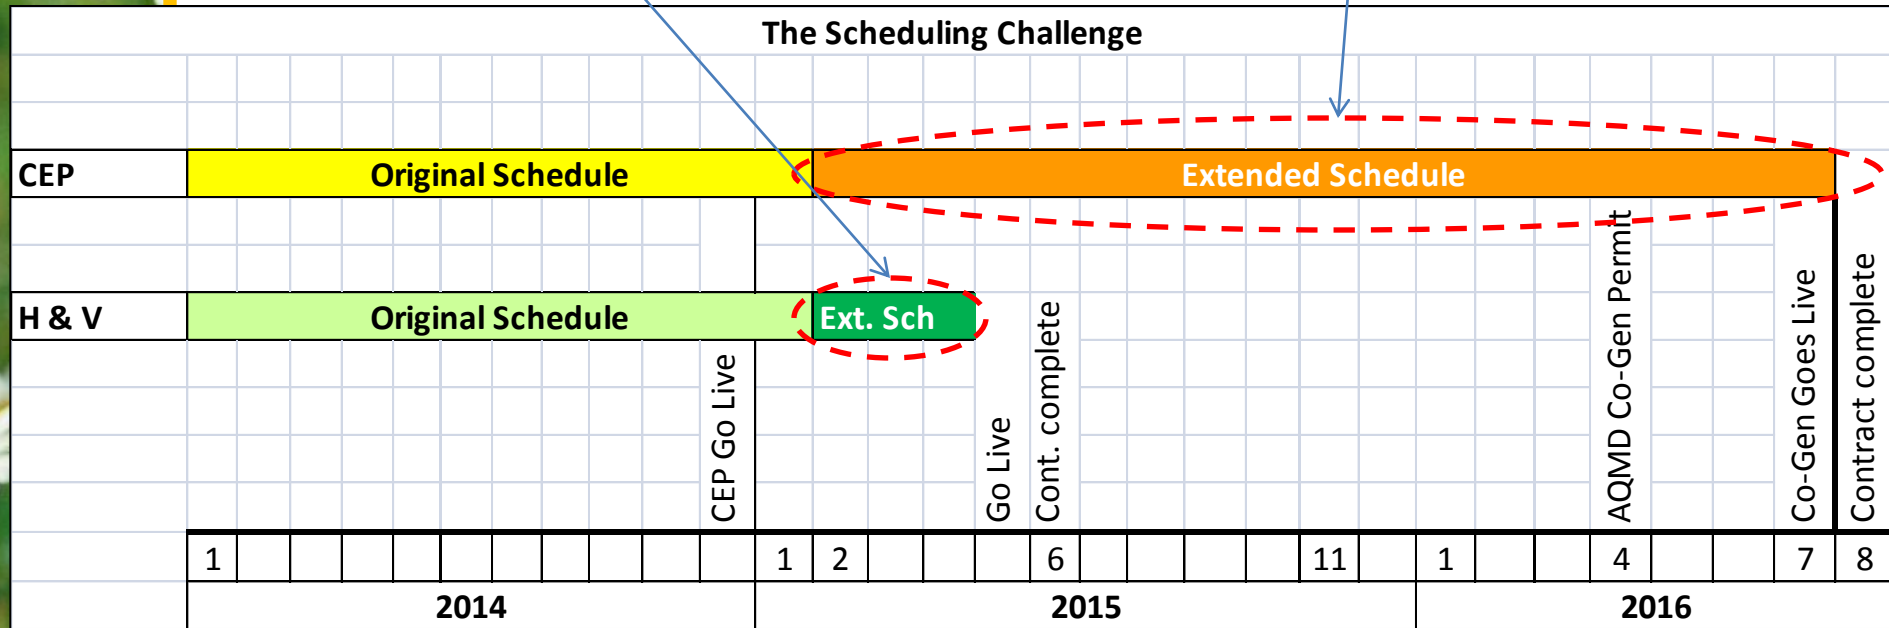 The Scheduling Challenge
CEP Original Schedule Extended Schedule
H & V Original Schedule Ext. Sch
CEP Go Live
Go Live
Cont. complete
AQMD Co-Gen Permit
Co-Gen Goes Live
Contract complete
1 1 2 6 11 1 4 7 8
2014 2015 2016